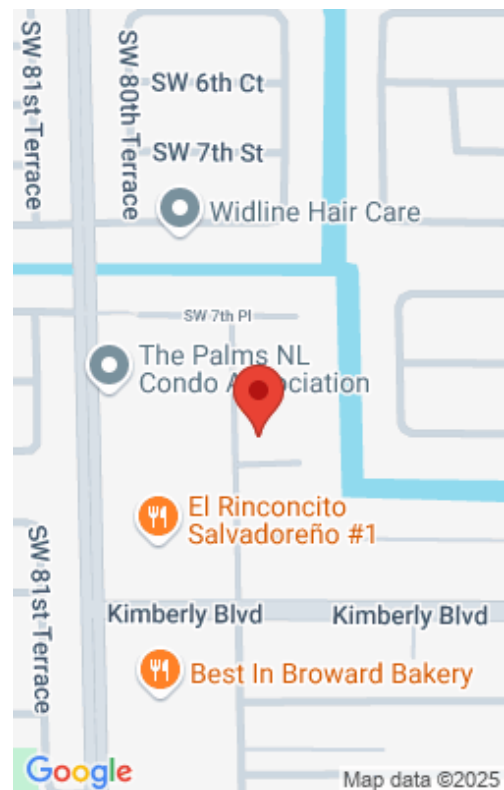 SW 81st Terrace
SW 80th Terrace
SW 6th Ct
SW 7th St
Widline Hair Care
SW 7th Pl
The Palms NL
Condo Association
El Rinconcito
Salvadoreño #1
SW 81st Terrace
Kimberly Blvd
Kimberly Blvd
Best In Broward Bakery
Google
Map data ©2025